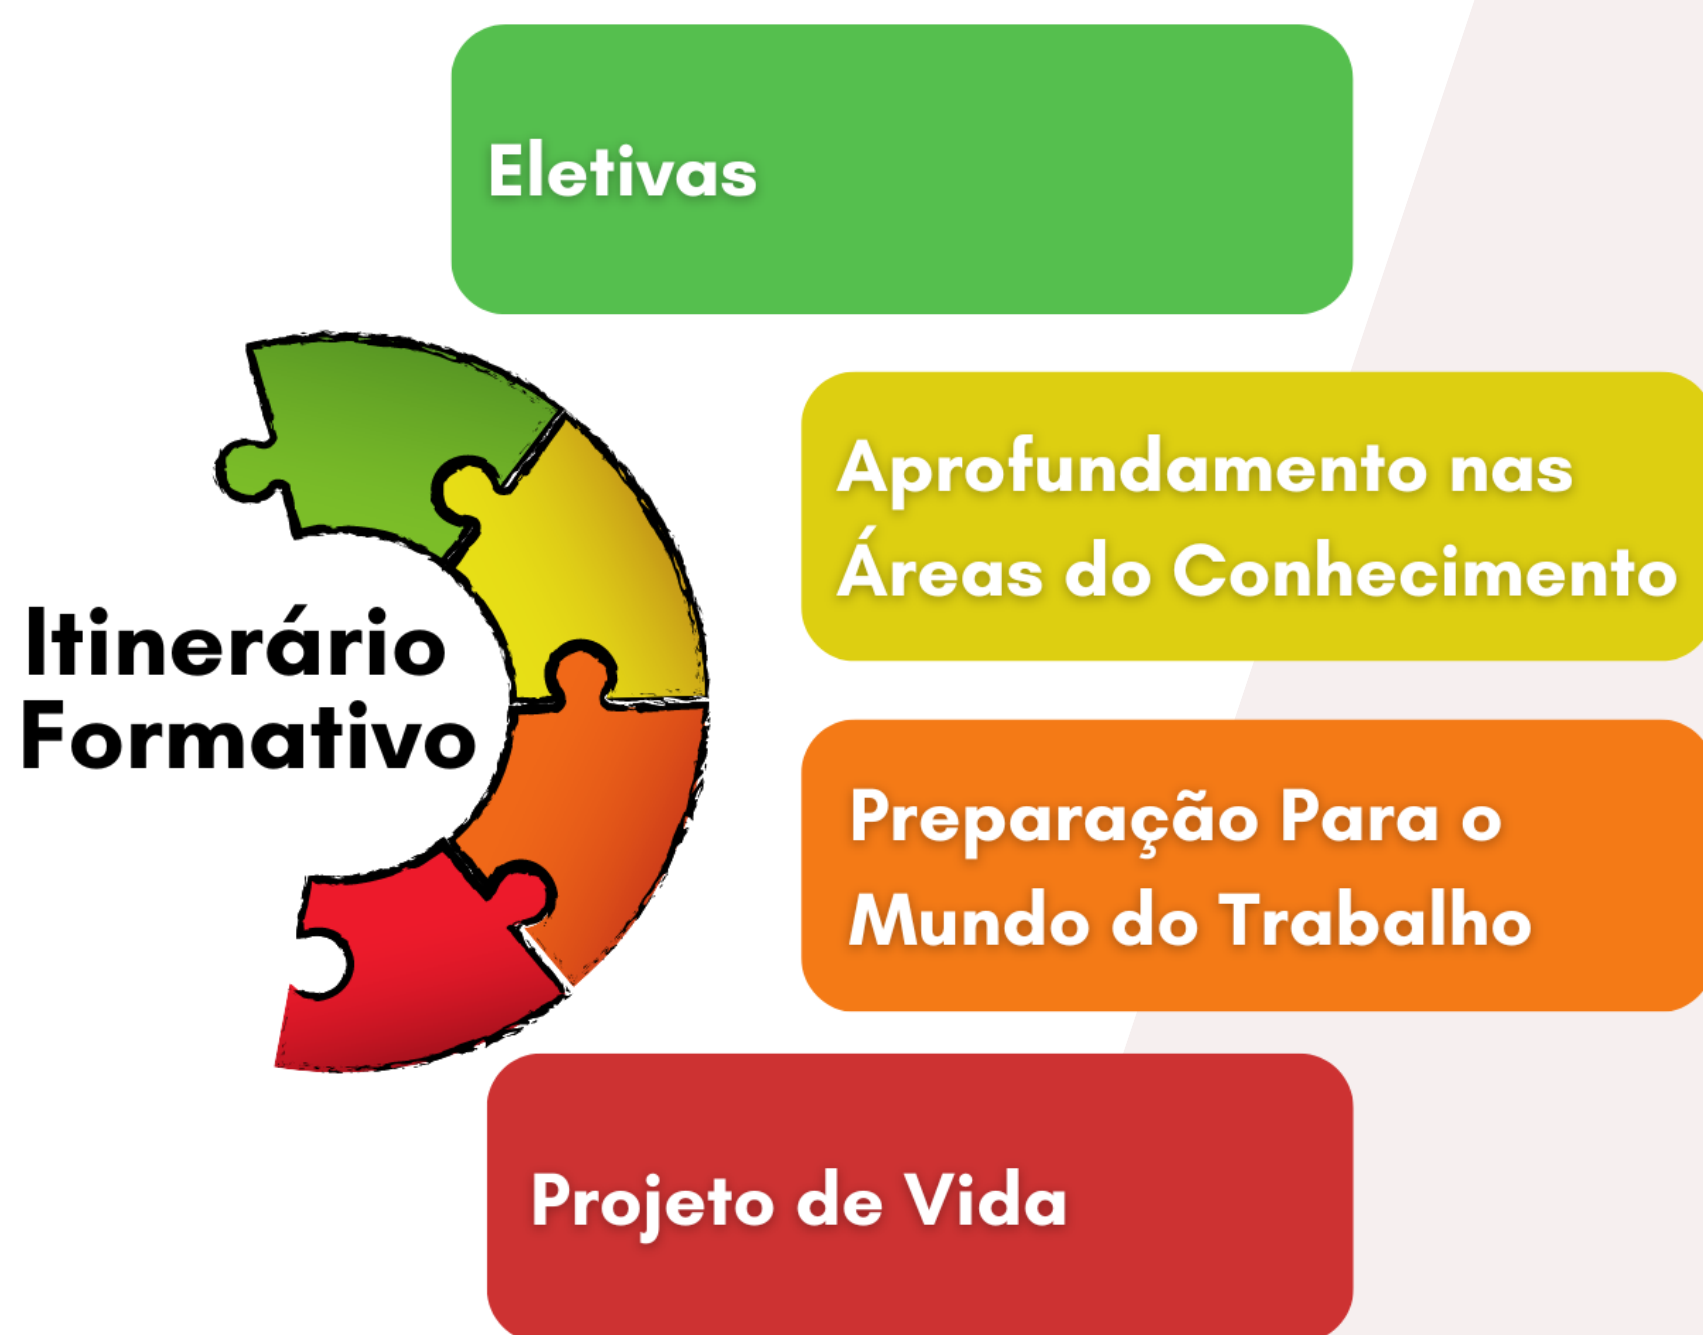 Eletivas
Aprofundamento nas
Áreas do Conhecimento
Itinerário
Formativo
Preparação Para o
Mundo do Trabalho
Projeto de Vida